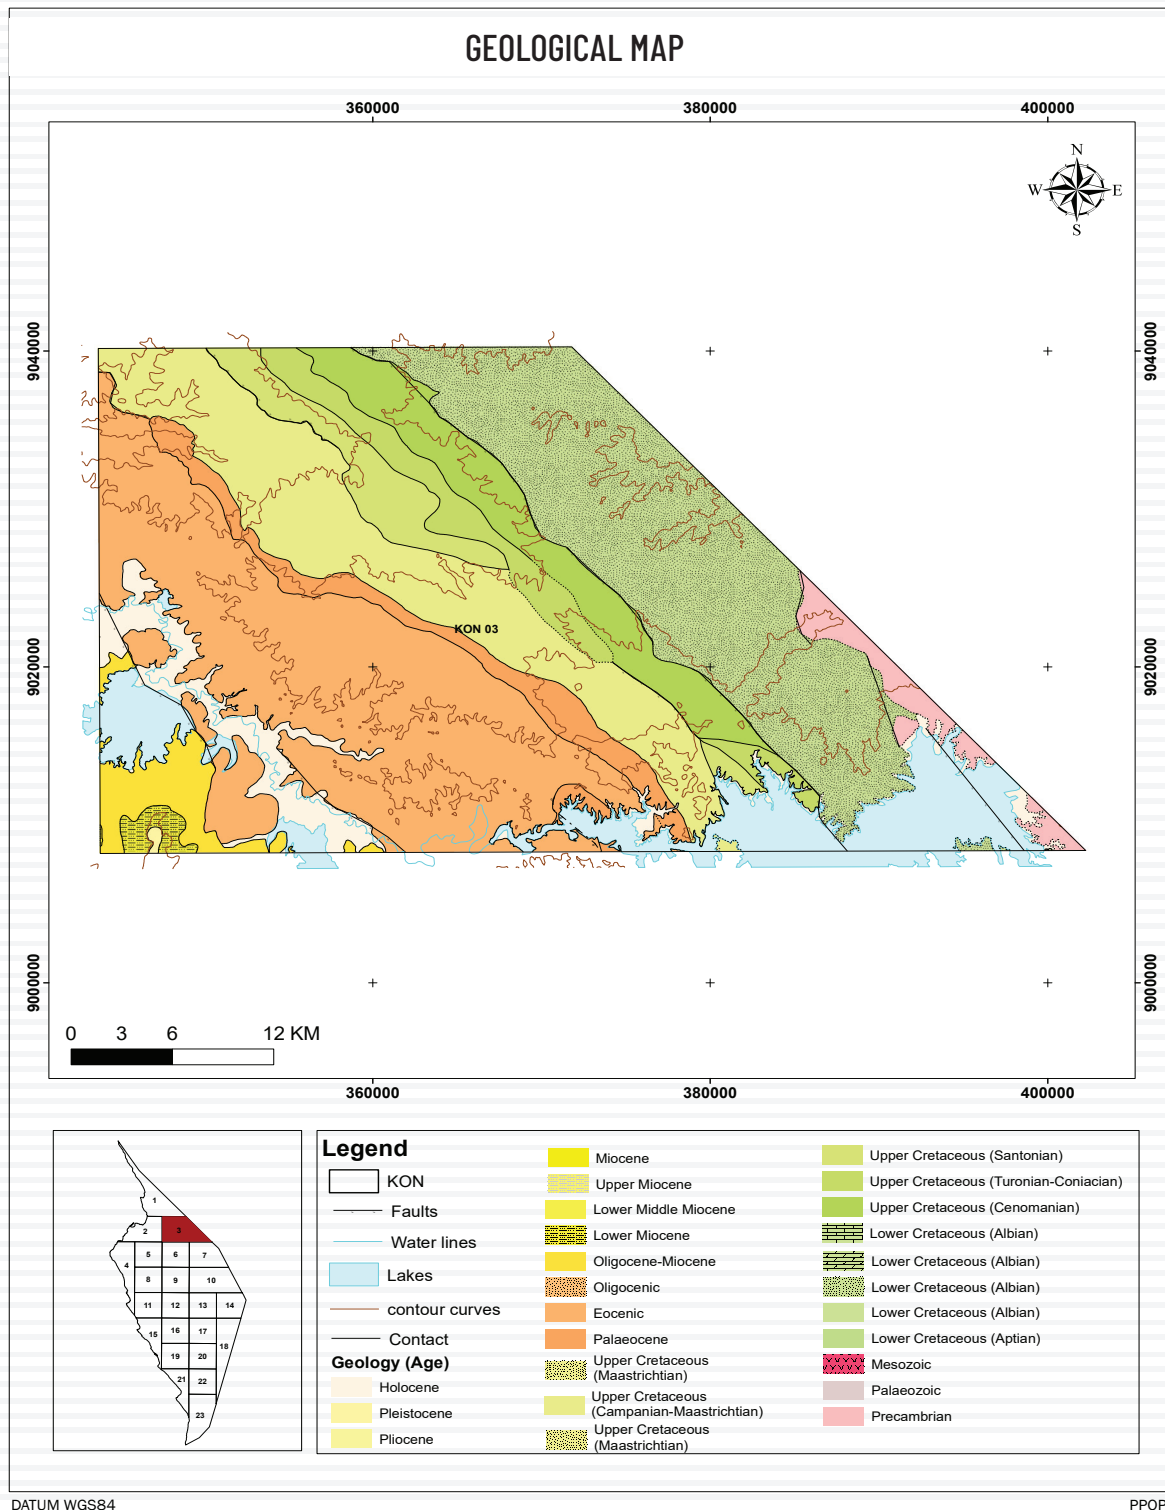 GEOLOGICAL MAP
360000
380000
400000
N
W
E
S
9040000
9040000
KON 03
9020000
9020000
9000000
9000000
0
3
6
12 KM
360000
380000
400000
1
2
3
4
5
6
7
8
9
10
11
12
13
14
15
16
17
18
19
20
21
22
23
Legend
KON
Faults
Water lines
Lakes
contour curves
Contact
Geology (Age)
Holocene
Pleistocene
Pliocene
Miocene
Upper Miocene
Lower Middle Miocene
Lower Miocene
Oligocene-Miocene
Oligocenic
Eocenic
Palaeocene
Upper Cretaceous
(Maastrichtian)
Upper Cretaceous
(Campanian-Maastrichtian)
Upper Cretaceous
(Maastrichtian)
Upper Cretaceous (Santonian)
Upper Cretaceous (Turonian-Coniacian)
Upper Cretaceous (Cenomanian)
Lower Cretaceous (Albian)
Lower Cretaceous (Albian)
Lower Cretaceous (Albian)
Lower Cretaceous (Albian)
Lower Cretaceous (Aptian)
Mesozoic
Palaeozoic
Precambrian
DATUM WGS84
PPOP